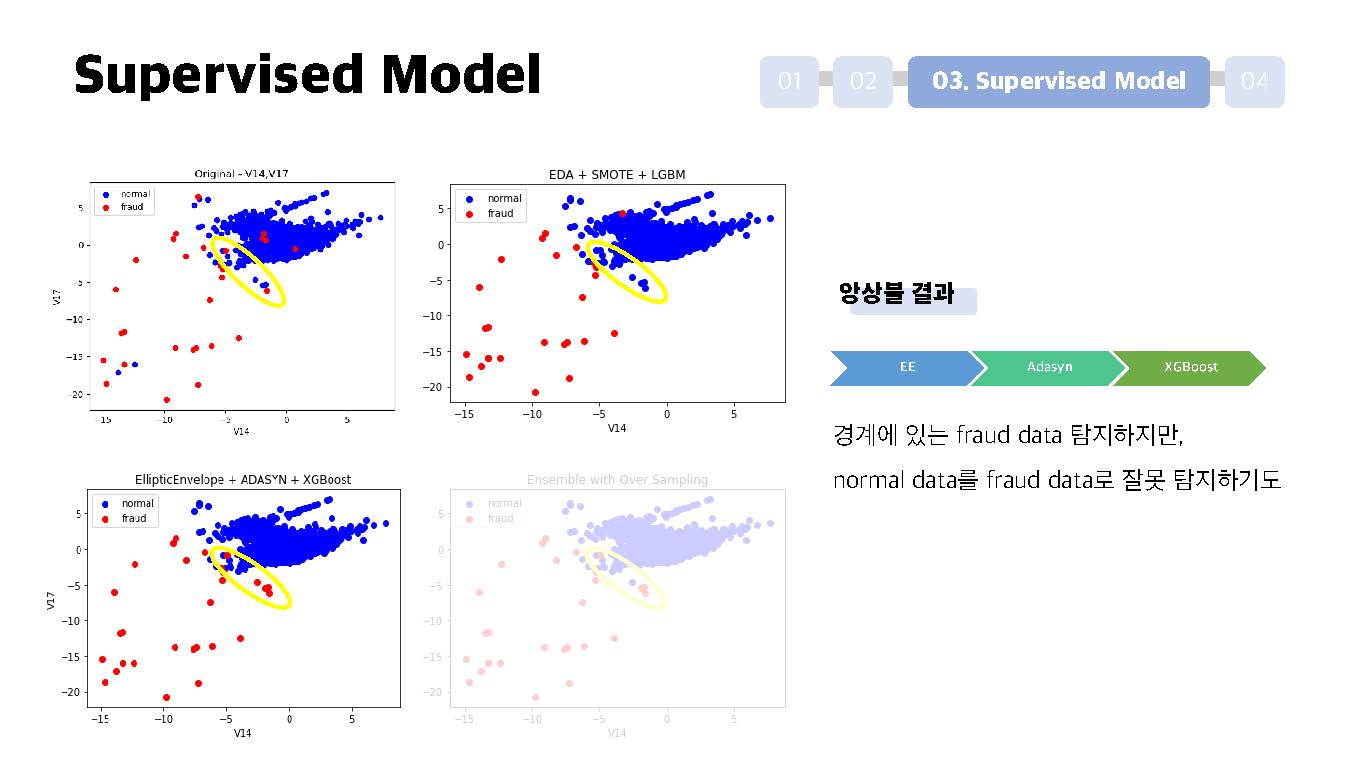 Supervised Model
01
02
03. Supervised Model
04
Original - V14,V17
normal
fraud
5
0
−5
−10
−15
−20
V17
−15
−10
−5
0
5
V14
EDA + SMOTE + LGBM
normal
fraud
5
0
−5
−10
−15
−20
−15
−10
−5
0
5
V14
EllipticEnvelope + ADASYN + XGBoost
normal
fraud
5
0
−5
−10
−15
−20
V17
−15
−10
−5
0
5
V14
Ensemble with Over Sampling
normal
fraud
5
0
−5
−10
−15
−20
−15
−10
−5
0
5
V14
앙상블 결과
EE
Adasyn
XGBoost
경계에 있는 fraud data 탐지하지만,
normal data를 fraud data로 잘못 탐지하기도